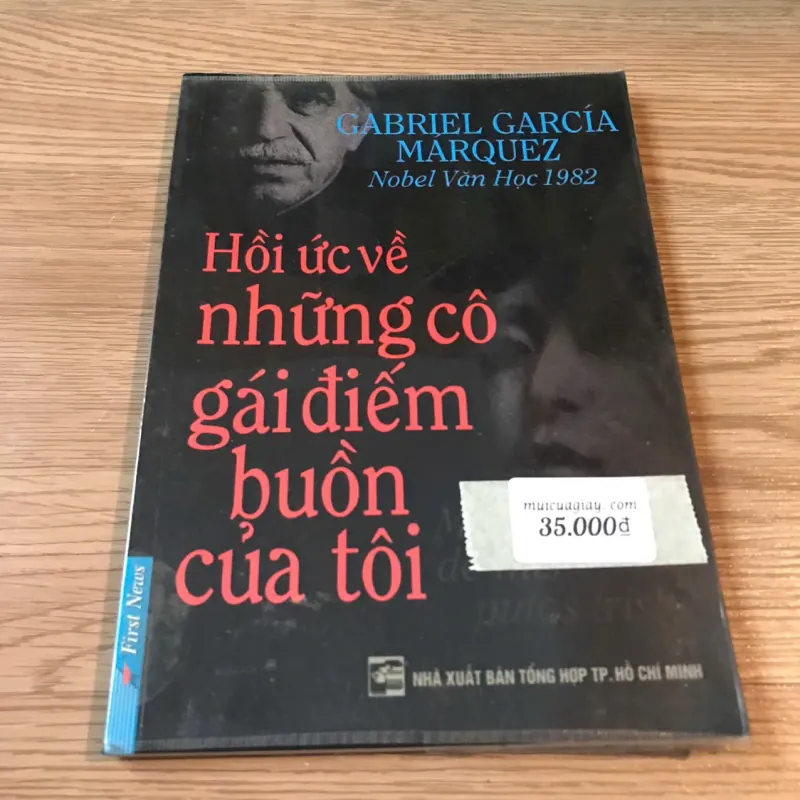 GABRIEL GARCÍA
MÁRQUEZ
Nobel Văn Học 1982
Hồi ức về
những cô
gái điếm
buồn
của tôi
muicuagiay.com
35.000đ
First News
NHÀ XUẤT BẢN TỔNG HỢP TP. HỒ CHÍ MINH